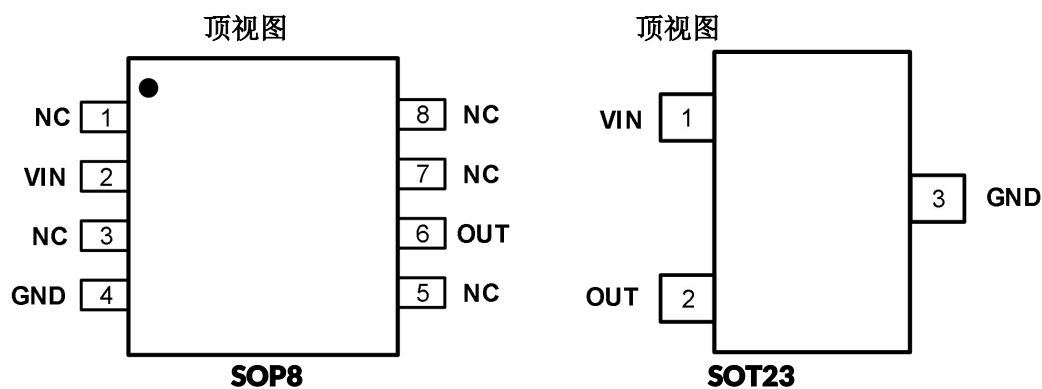 顶视图
NC 1 8 NC
VIN 2 7 NC
NC 3 6 OUT
GND 4 5 NC
SOP8
顶视图
VIN 1
3 GND
OUT 2
SOT23